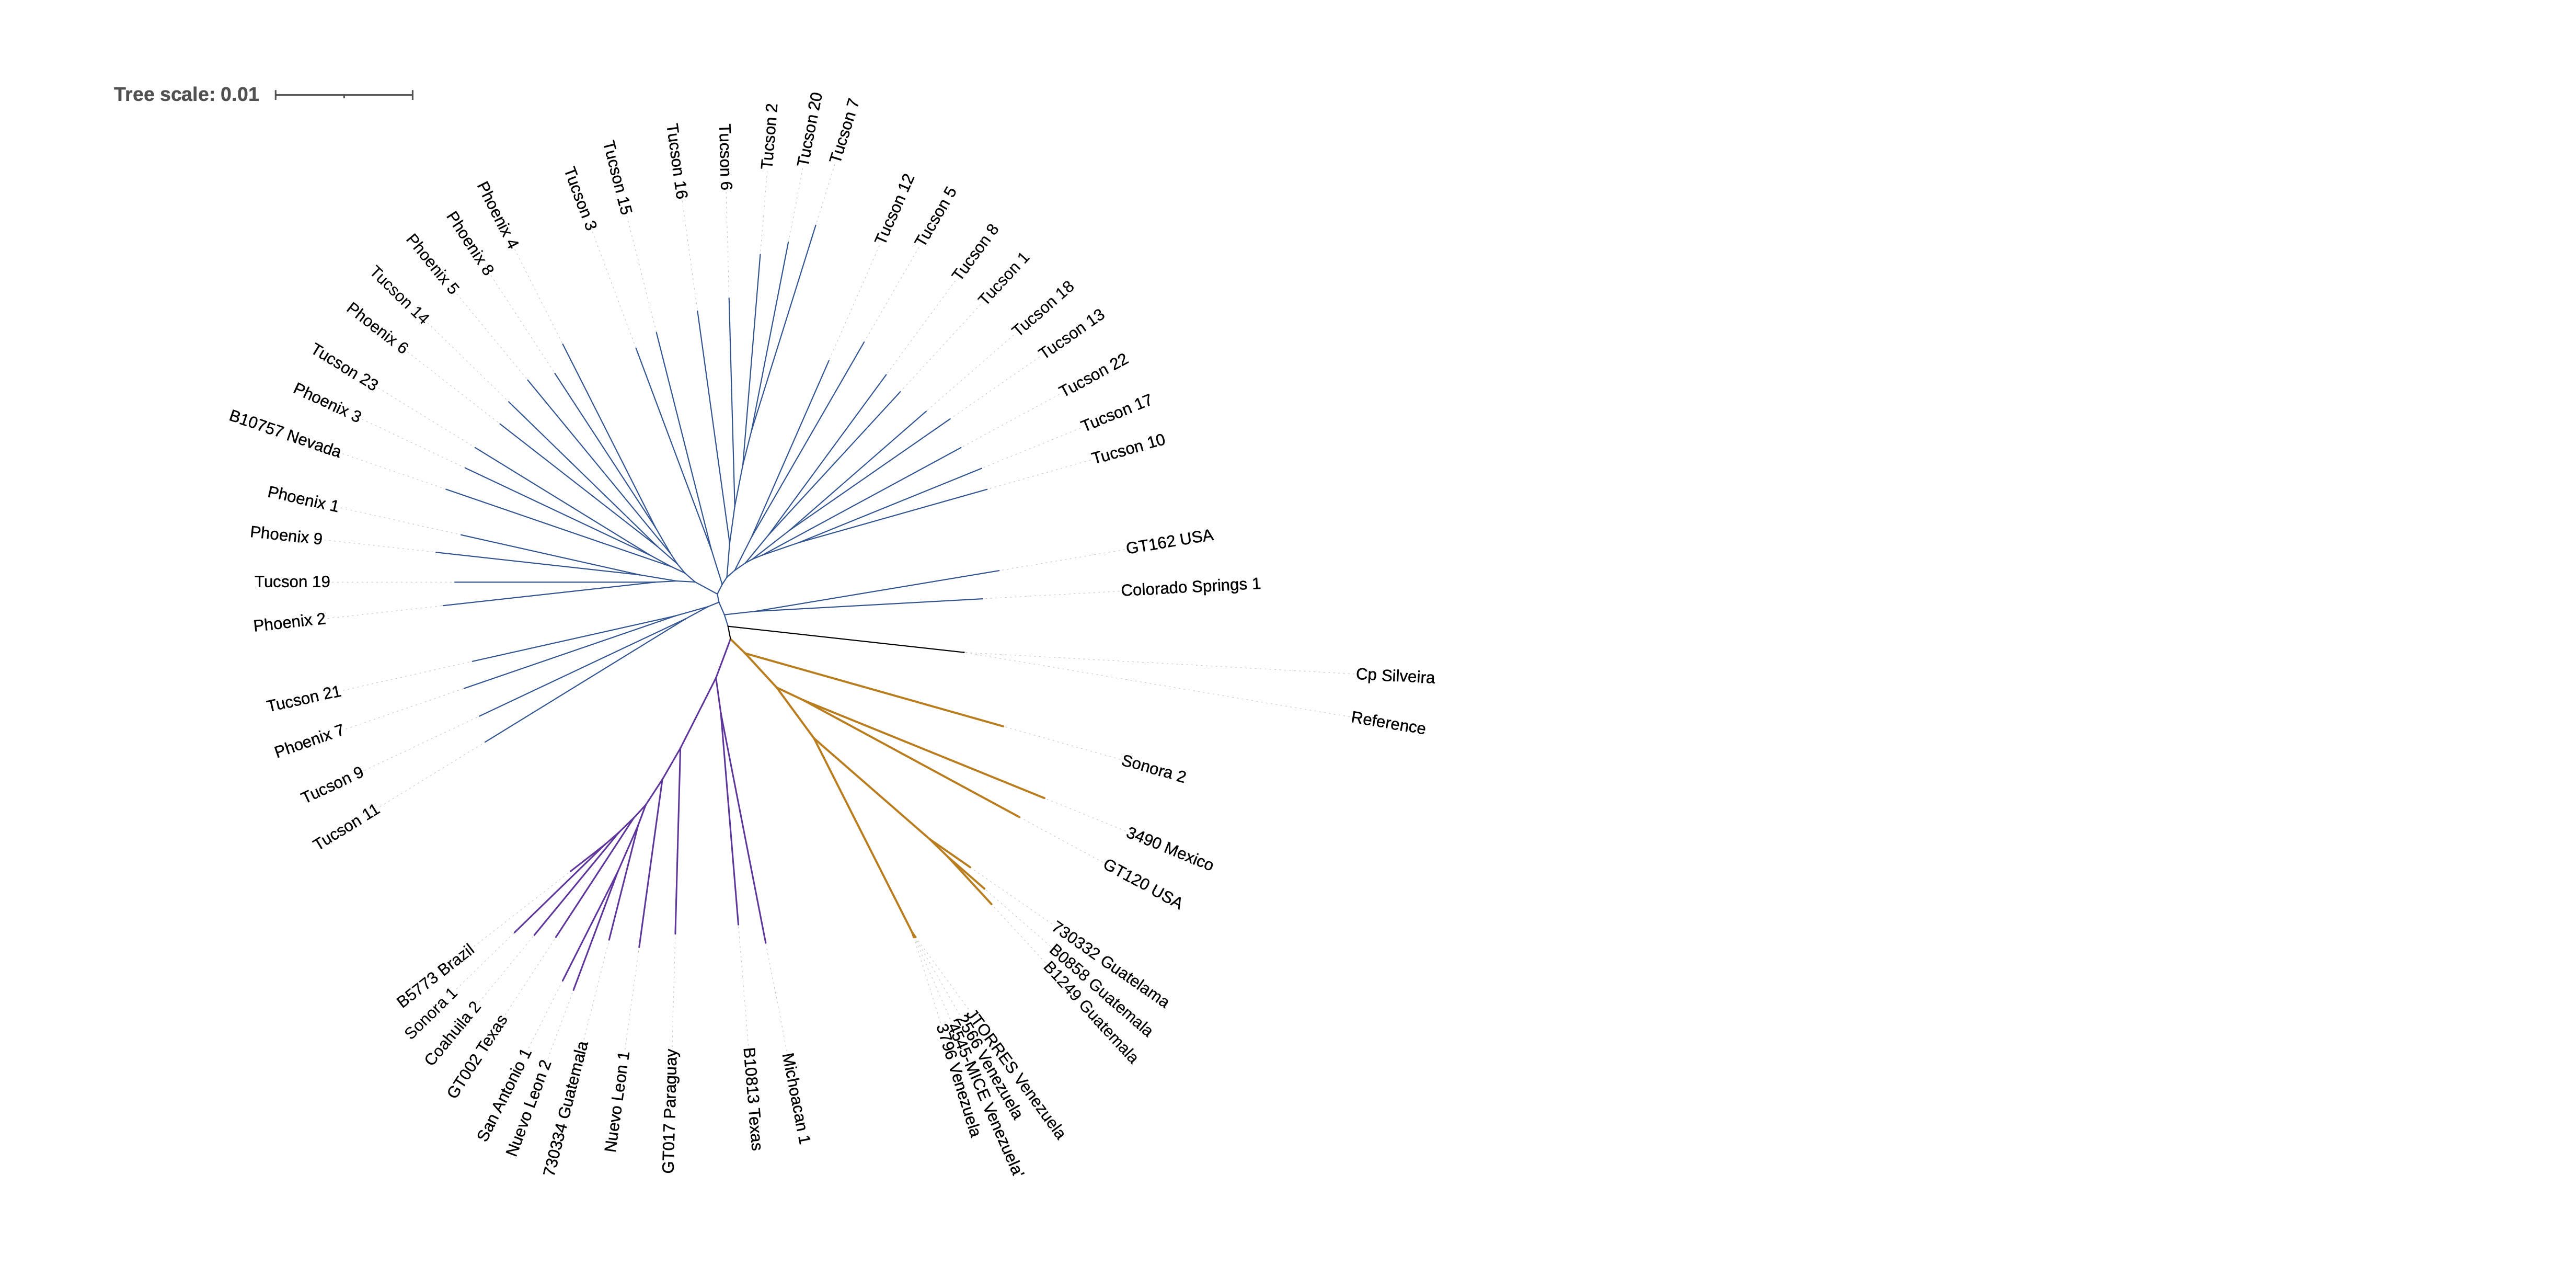 Tree scale: 0.01
Tucson 2
Tucson 20
Tucson 7
Tucson 12
Tucson 5
Tucson 8
Tucson 1
Tucson 18
Tucson 13
Tucson 22
Tucson 17
Tucson 10
GT162 USA
Colorado Springs 1
Cp Silveira
Reference
Sonora 2
3490 Mexico
GT120 USA
730332 Guatelama
B0858 Guatemala
B1249 Guatemala
JTORRES Venezuela
2566 Venezuela
4545-MICE Venezuela'
3796 Venezuela
Michoacan 1
B10813 Texas
GT017 Paraguay
Nuevo Leon 1
730334 Guatemala
Nuevo Leon 2
San Antonio 1
GT002 Texas
Coahuila 2
Sonora 1
B5773 Brazil
Tucson 11
Tucson 9
Phoenix 7
Tucson 21
Phoenix 2
Tucson 19
Phoenix 9
Phoenix 1
B10757 Nevada
Phoenix 3
Tucson 23
Phoenix 6
Tucson 14
Phoenix 5
Phoenix 8
Phoenix 4
Tucson 3
Tucson 15
Tucson 16
Tucson 6